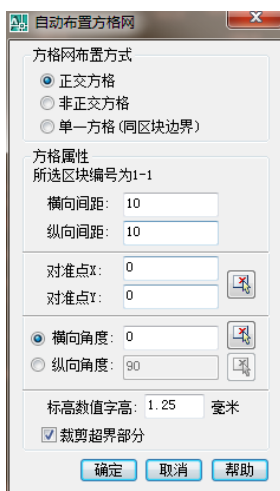 自动布置方格网
方格网布置方式
正交方格
非正交方格
单一方格(同区块边界)
方格属性
所选区块编号为1-1
横向间距: 10
纵向间距: 10
对准点X: 0
对准点Y: 0
横向角度: 0
纵向角度: 90
标高数值字高: 1.25 毫米
裁剪超界部分
确定 取消 帮助